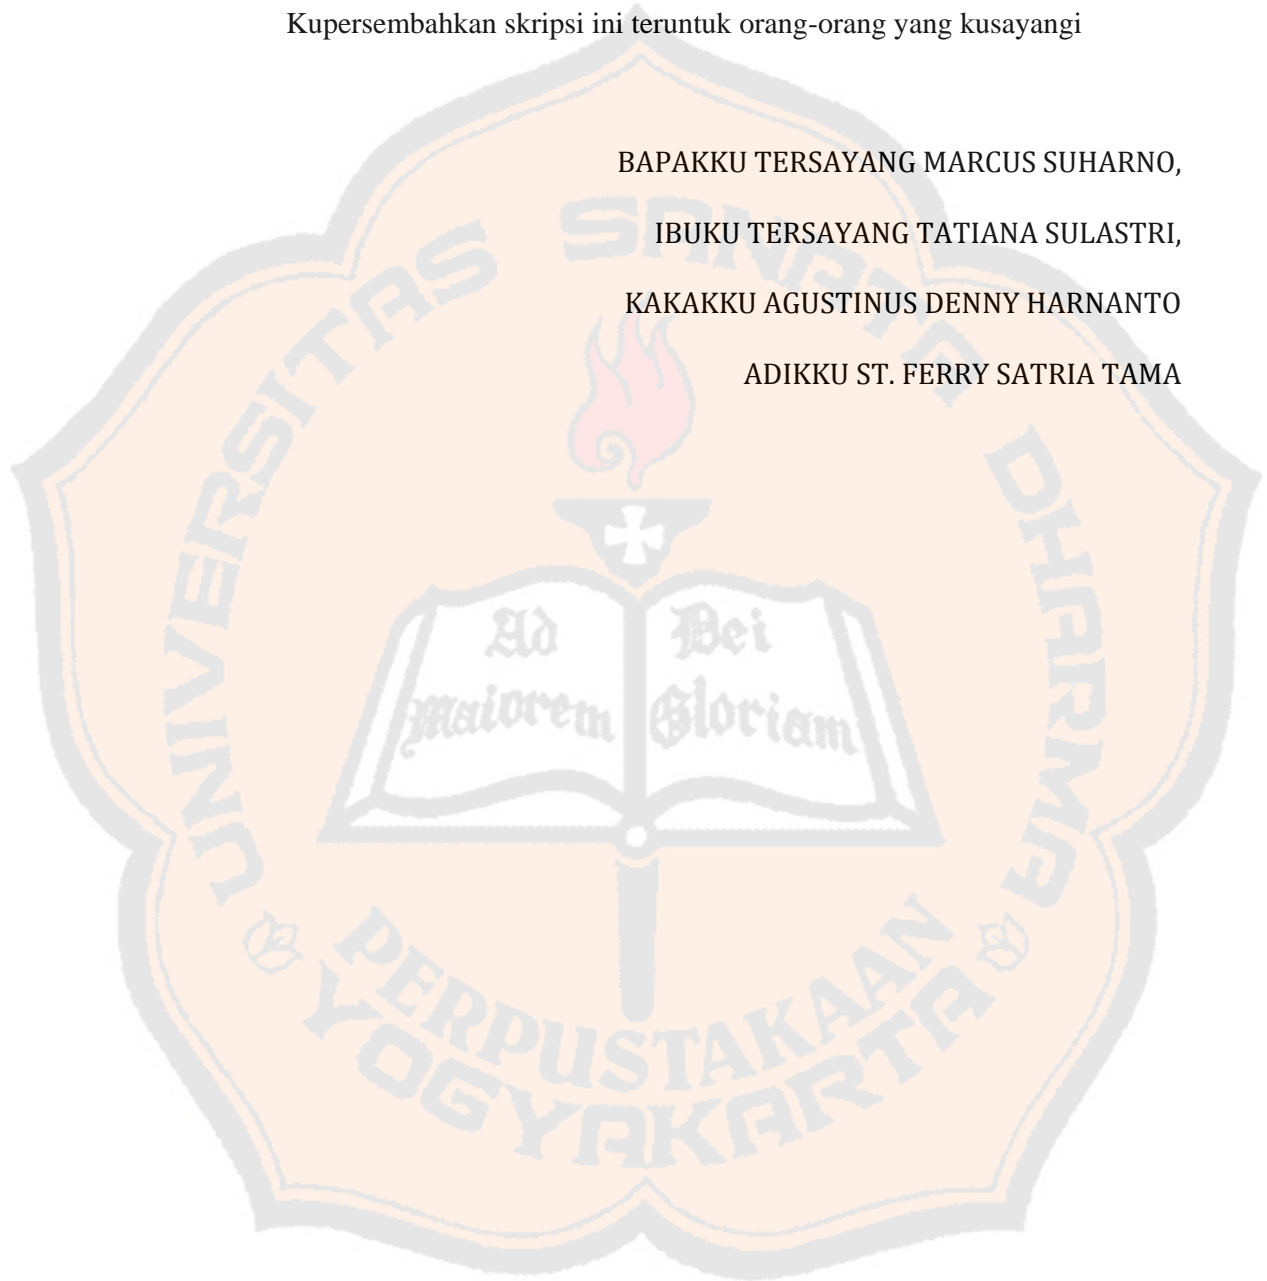 Kupersembahkan skripsi ini teruntuk orang-orang yang kusayangi
BAPAKKU TERSAYANG MARCUS SUHARNO,
IBUKU TERSAYANG TATIANA SULASTRI,
KAKAKKU AGUSTINUS DENNY HARNANTO
ADIKKU ST. FERRY SATRIA TAMA
UNIVERSITAS SANATA DHARMA
Ad Dei
Maiorem Gloriam
PERPUSTAKAAN
YOGYAKARTA